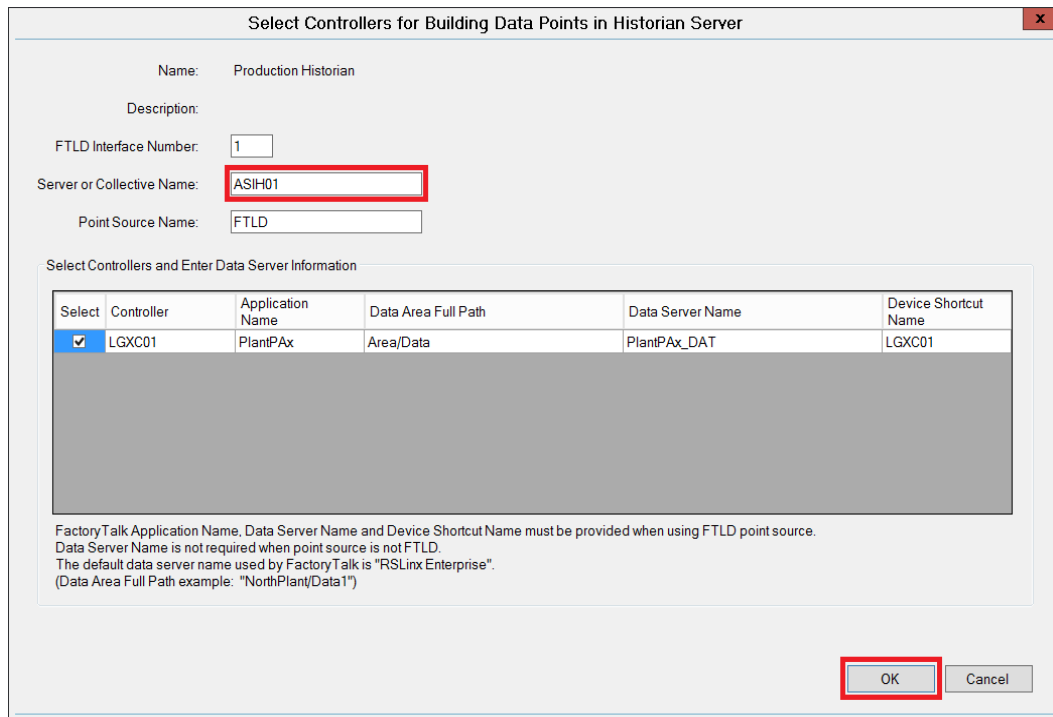 Select Controllers for Building Data Points in Historian Server
x
Name: Production Historian
Description:
FTLD Interface Number: 1
Server or Collective Name: ASIH01
Point Source Name: FTLD
Select Controllers and Enter Data Server Information
Select Controller Application Name Data Area Full Path Data Server Name Device Shortcut Name
LGXC01 PlantPAx Area/Data PlantPAx_DAT LGXC01
FactoryTalk Application Name, Data Server Name and Device Shortcut Name must be provided when using FTLD point source.
Data Server Name is not required when point source is not FTLD.
The default data server name used by FactoryTalk is "RSLinx Enterprise".
(Data Area Full Path example: "NorthPlant/Data1")
OK Cancel